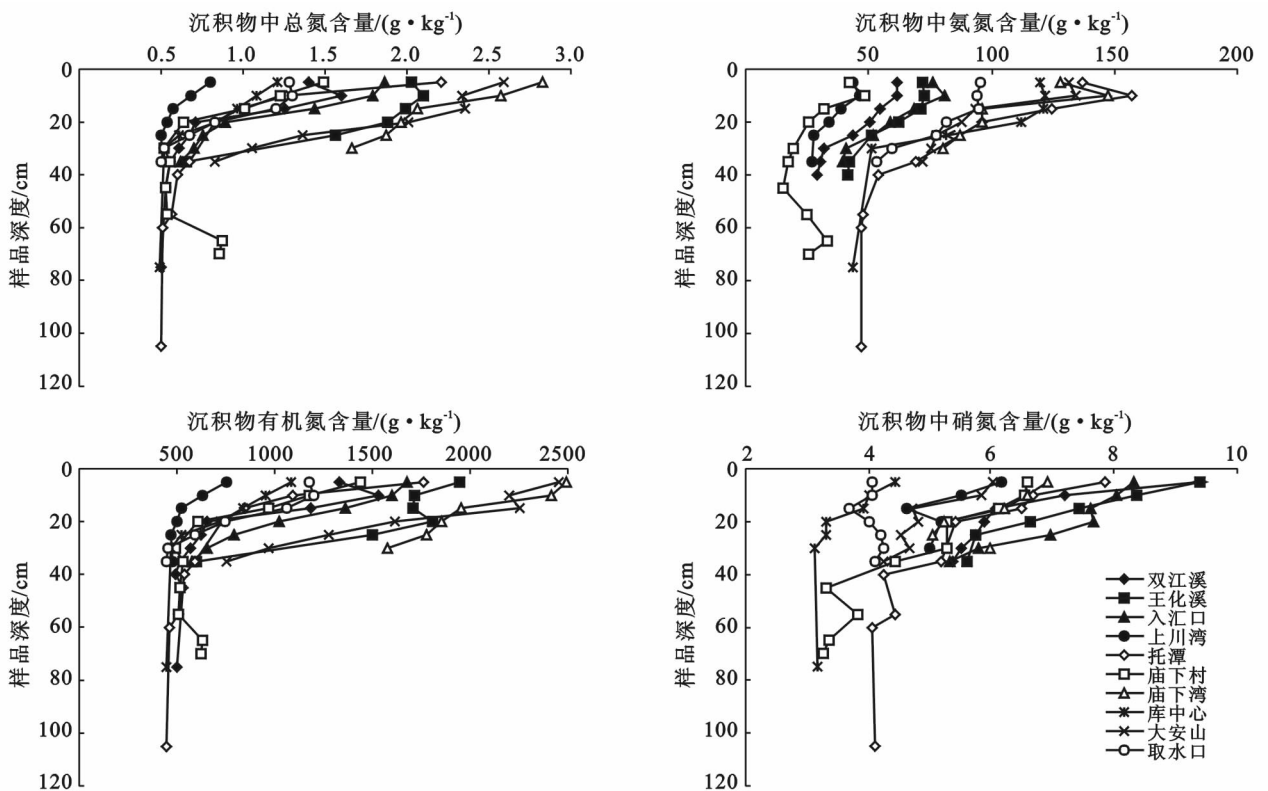 沉积物中总氮含量/(g·kg⁻¹)
0.5 1.0 1.5 2.0 2.5 3.0
0
20
40
60
80
100
120
样品深度/cm
沉积物中氨氮含量/(g·kg⁻¹)
50 100 150 200
0
20
40
60
80
100
120
样品深度/cm
沉积物有机氮含量/(g·kg⁻¹)
500 1000 1500 2000 2500
0
20
40
60
80
100
120
样品深度/cm
沉积物中硝氮含量/(g·kg⁻¹)
2 4 6 8 10
0
20
40
60
80
100
120
样品深度/cm
双江溪
王化溪
入汇口
上川湾
托潭
庙下村
庙下湾
库中心
大安山
取水口